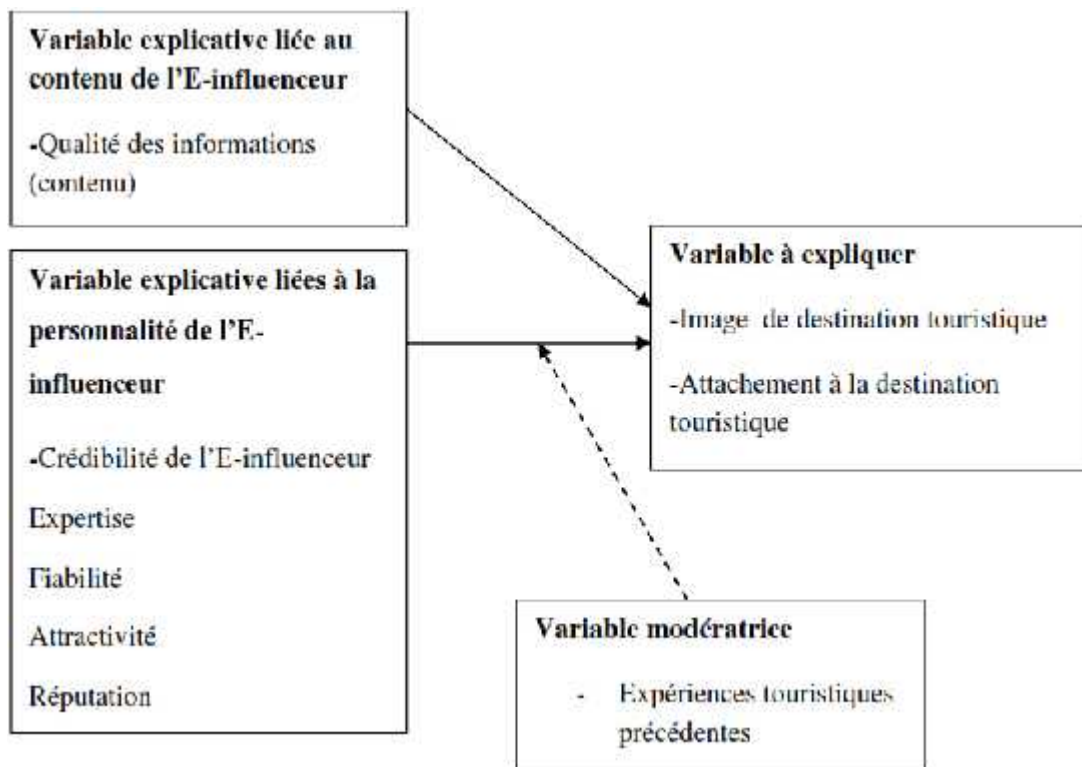 Variable explicative liée au
contenu de l'E-influenceur
-Qualité des informations
(contenu)
Variable explicative liées à la
personnalité de l'E-
influenceur
-Crédibilité de l'E-influenceur
Expertise
Fiabilité
Attractivité
Réputation
Variable à expliquer
-Image de destination touristique
-Attachement à la destination
touristique
Variable modératrice
- Expériences touristiques
précédentes